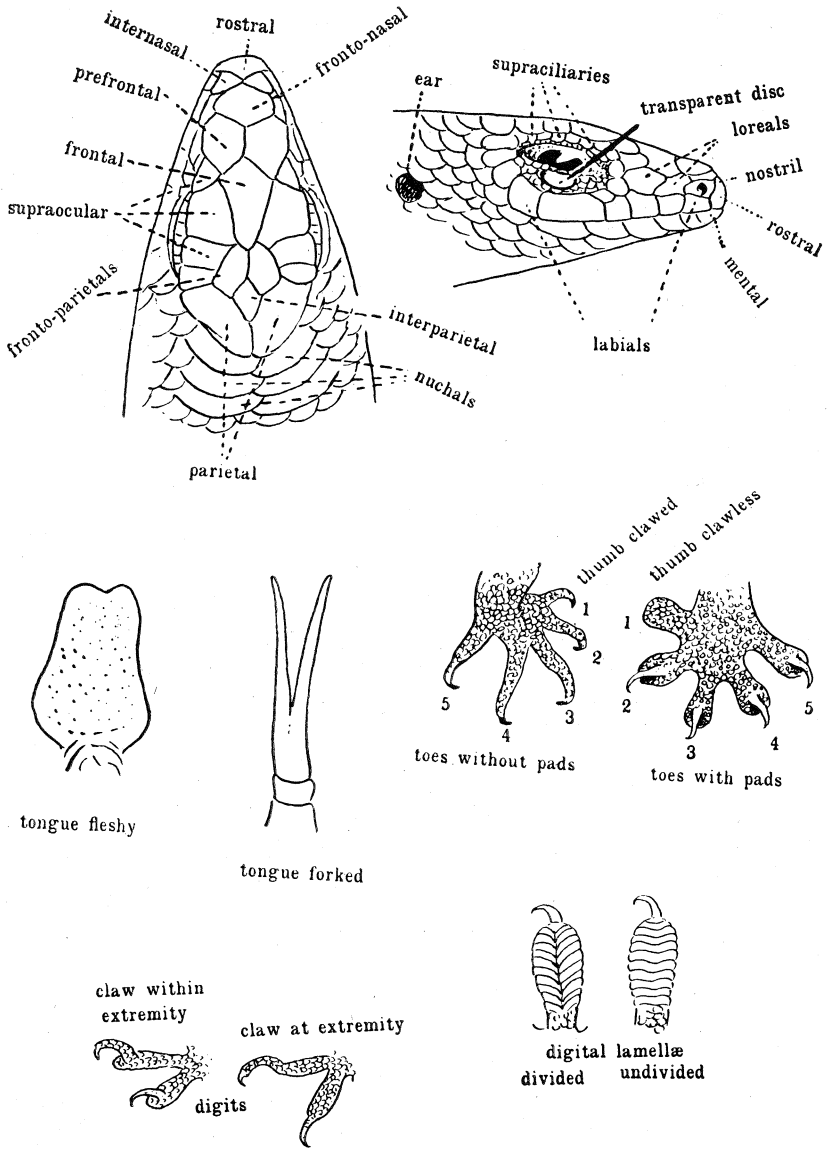 rostral
internasal
fronto-nasal
prefrontal
frontal
supraocular
fronto-parietals
interparietal
nuchals
parietal
ear
supraciliaries
transparent disc
loreals
nostril
rostral
mental
labials
tongue fleshy
tongue forked
thumb clawed
1
2
3
4
5
toes without pads
thumb clawless
1
2
3
4
5
toes with pads
claw within
extremity
claw at extremity
digits
digital lamellæ
divided
undivided